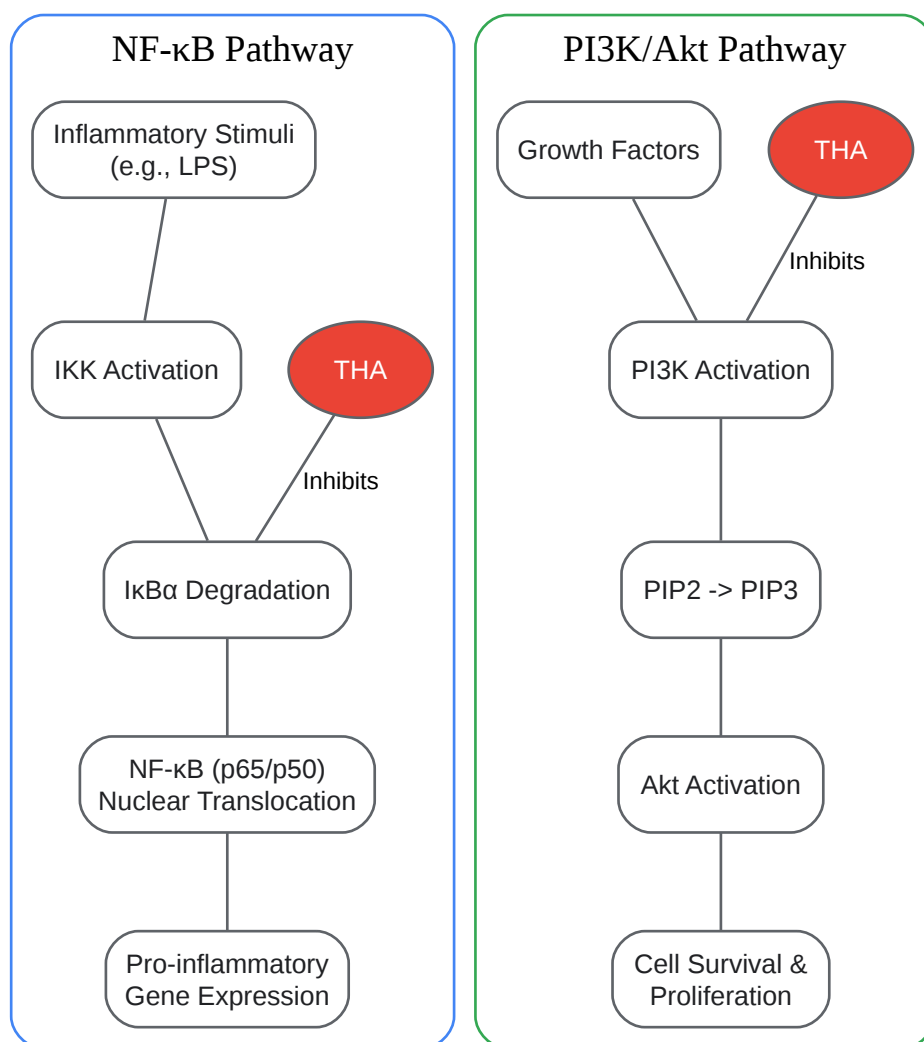 NF-κB Pathway
Inflammatory Stimuli
(e.g., LPS)
IKK Activation
THA
Inhibits
IκBα Degradation
NF-κB (p65/p50)
Nuclear Translocation
Pro-inflammatory
Gene Expression
PI3K/Akt Pathway
Growth Factors
THA
Inhibits
PI3K Activation
PIP2 -> PIP3
Akt Activation
Cell Survival &
Proliferation